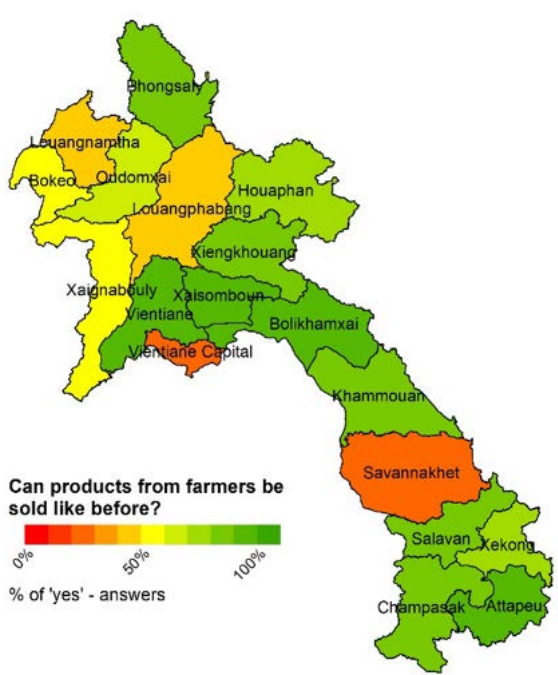 Phongsaly
Leuangnamtha
Bokeo
Oudomxai
Houaphan
Louangphabang
Xiengkhouang
Xaignabouly
Xaisomboun
Vientiane
Bolikhamxai
Vientiane Capital
Khammouan
Savannakhet
Can products from farmers be
sold like before?
0%
50%
100%
% of 'yes' - answers
Salavan
Xekong
Champasak
Attapeu